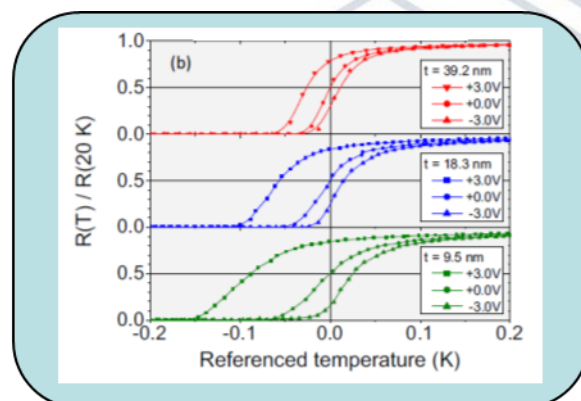 (b)
R(T) / R(20 K)
1.0
0.5
0.0
0.5
0.0
0.5
0.0
t = 39.2 nm
+3.0V
+0.0V
-3.0V
t = 18.3 nm
+3.0V
+0.0V
-3.0V
t = 9.5 nm
+3.0V
+0.0V
-3.0V
-0.2 -0.1 0.0 0.1 0.2
Referenced temperature (K)